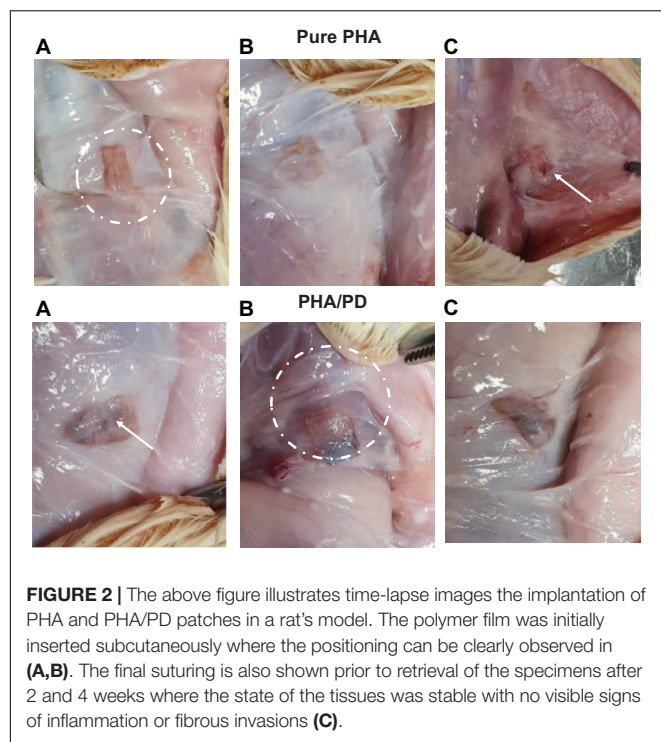 Pure PHA
A B C
PHA/PD
A B C
FIGURE 2 | The above figure illustrates time-lapse images the implantation of
PHA and PHA/PD patches in a rat's model. The polymer film was initially
inserted subcutaneously where the positioning can be clearly observed in
(A,B). The final suturing is also shown prior to retrieval of the specimens after
2 and 4 weeks where the state of the tissues was stable with no visible signs
of inflammation or fibrous invasions (C).